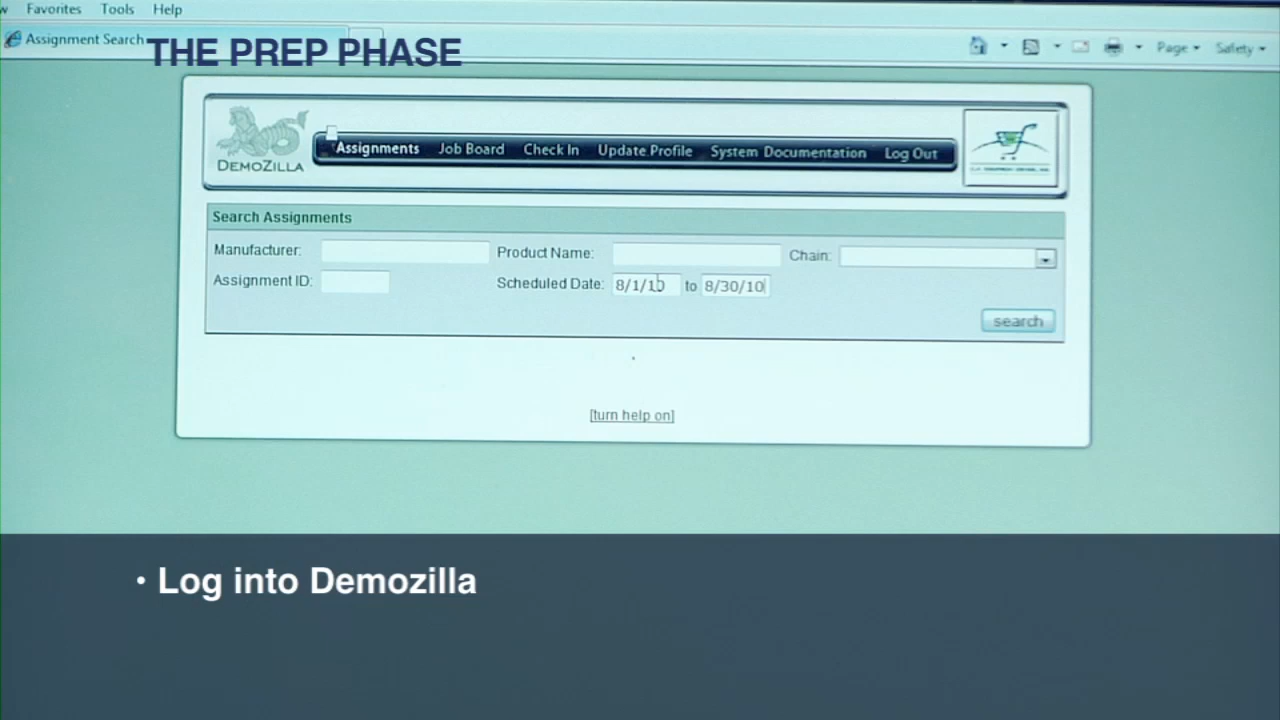 Favorites Tools Help
Assignment Search
THE PREP PHASE
Page Safety
DEMOZILLA
Assignments Job Board Check In Update Profile System Documentation Log Out
Search Assignments
Manufacturer: Product Name: Chain:
Assignment ID: Scheduled Date: 8/1/10 to 8/30/10
search
[turn help on]
• Log into Demozilla